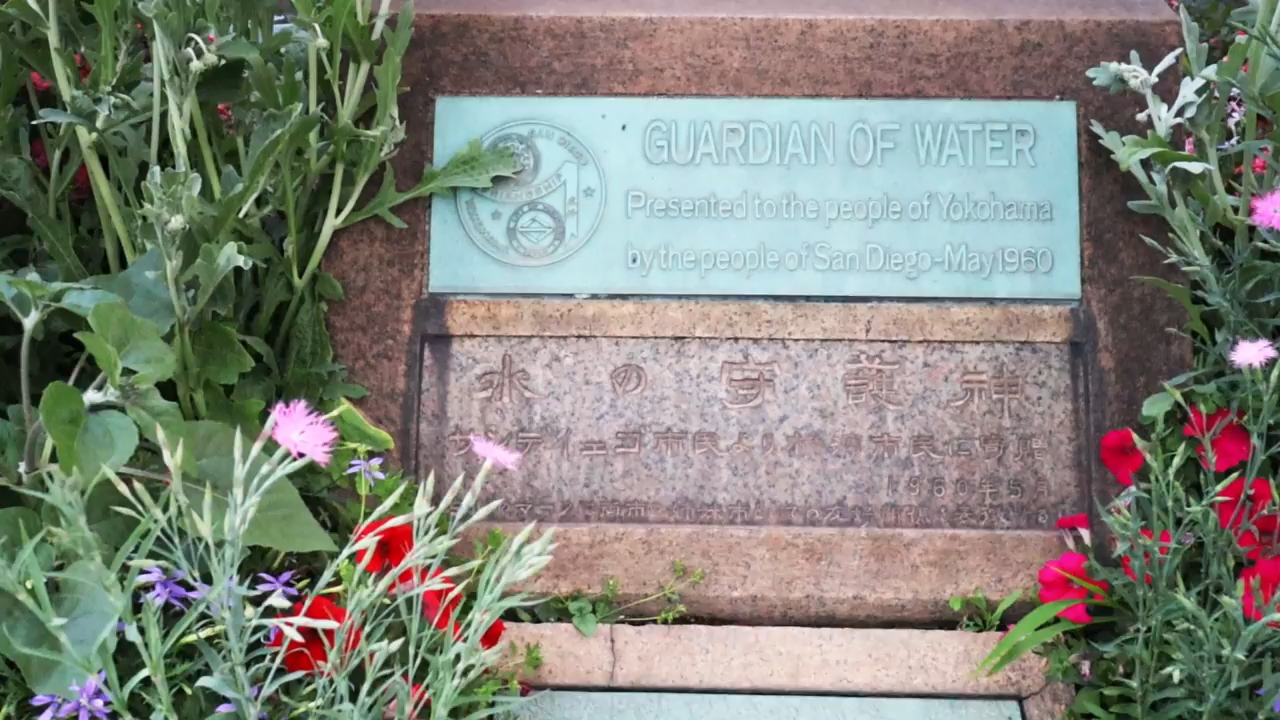 SAN DIEGO
GUARDIAN OF WATER
Presented to the people of Yokohama
by the people of San Diego-May 1960
水の守護神
サンディエゴ市民より横浜市民に寄贈
1960年5月